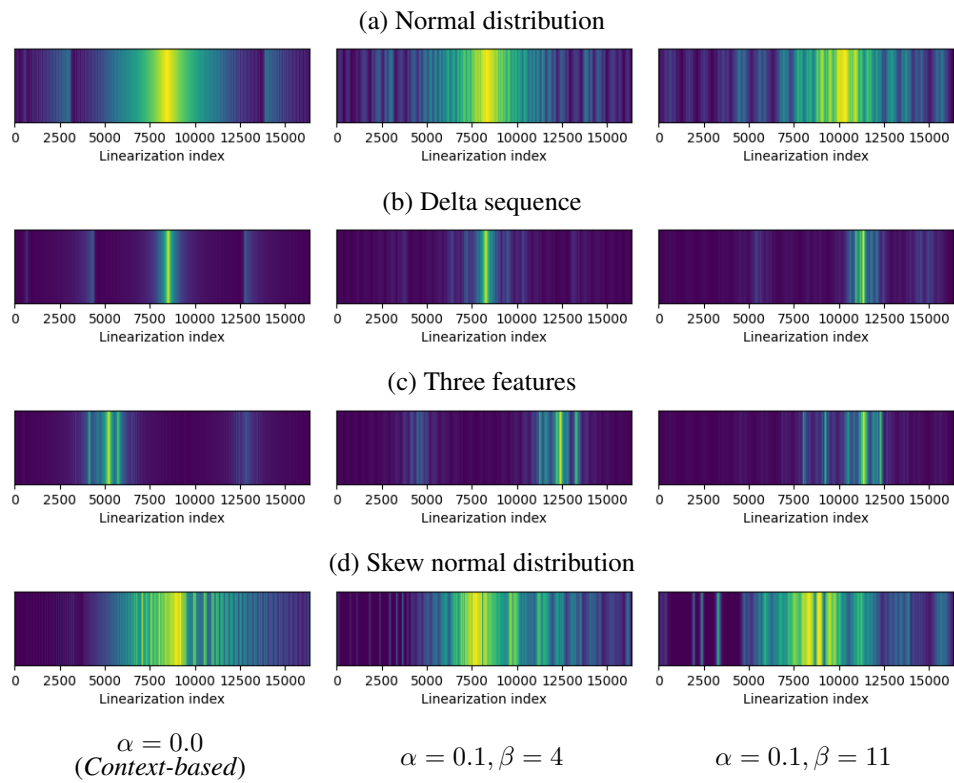 (a) Normal distribution
0 2500 5000 7500 10000 12500 15000 0 2500 5000 7500 10000 12500 15000 0 2500 5000 7500 10000 12500 15000
Linearization index Linearization index Linearization index
(b) Delta sequence
0 2500 5000 7500 10000 12500 15000 0 2500 5000 7500 10000 12500 15000 0 2500 5000 7500 10000 12500 15000
Linearization index Linearization index Linearization index
(c) Three features
0 2500 5000 7500 10000 12500 15000 0 2500 5000 7500 10000 12500 15000 0 2500 5000 7500 10000 12500 15000
Linearization index Linearization index Linearization index
(d) Skew normal distribution
0 2500 5000 7500 10000 12500 15000 0 2500 5000 7500 10000 12500 15000 0 2500 5000 7500 10000 12500 15000
Linearization index Linearization index Linearization index
α = 0.0
(Context-based)
α = 0.1, β = 4
α = 0.1, β = 11